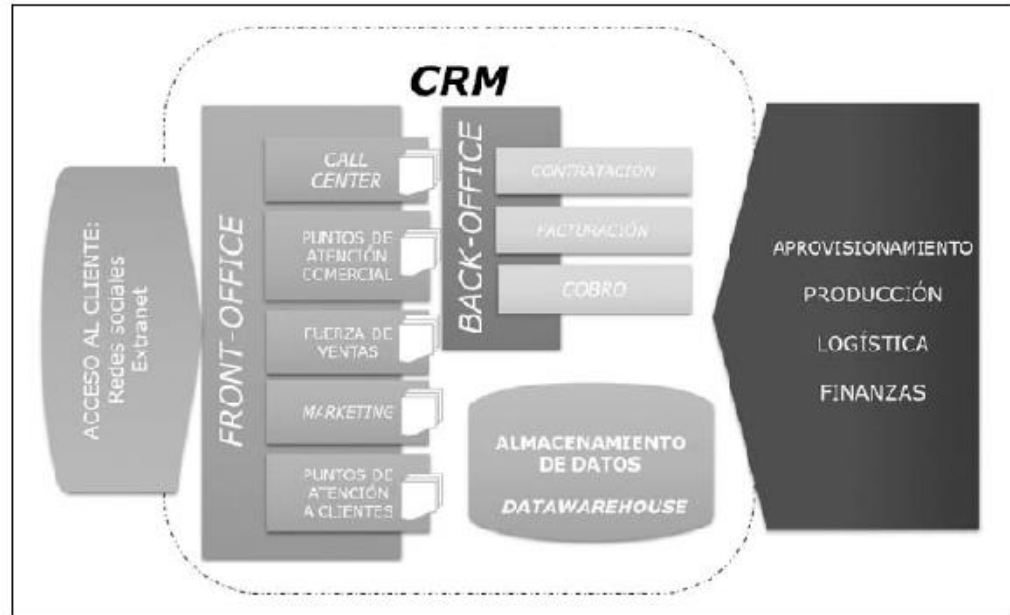 CRM
ACCESO AL CLIENTE:
Redes sociales
Extranet
FRONT-OFFICE
CALL
CENTER
PUNTOS DE
ATENCIÓN
COMERCIAL
FUERZA DE
VENTAS
MARKETING
PUNTOS DE
ATENCIÓN
A CLIENTES
BACK-OFFICE
CONTRATACIÓN
FACTURACIÓN
COBRO
ALMACENAMIENTO
DE DATOS
DATAWAREHOUSE
APROVISIONAMIENTO
PRODUCCIÓN
LOGÍSTICA
FINANZAS